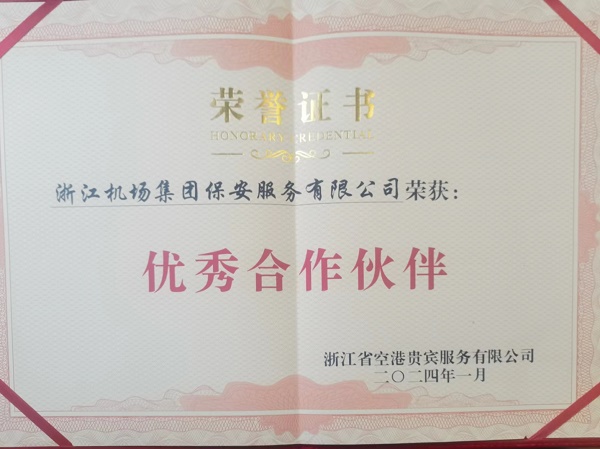 荣誉证书
HONORARY CREDENTIAL
浙江机场集团保安服务有限公司荣获：
优秀合作伙伴
浙江省空港贵宾服务有限公司
二〇二四年一月